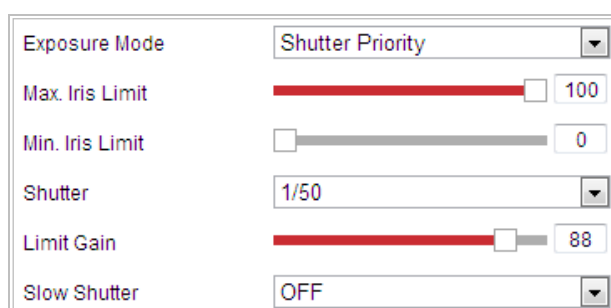 Exposure Mode Shutter Priority
Max. Iris Limit 100
Min. Iris Limit 0
Shutter 1/50
Limit Gain 88
Slow Shutter OFF